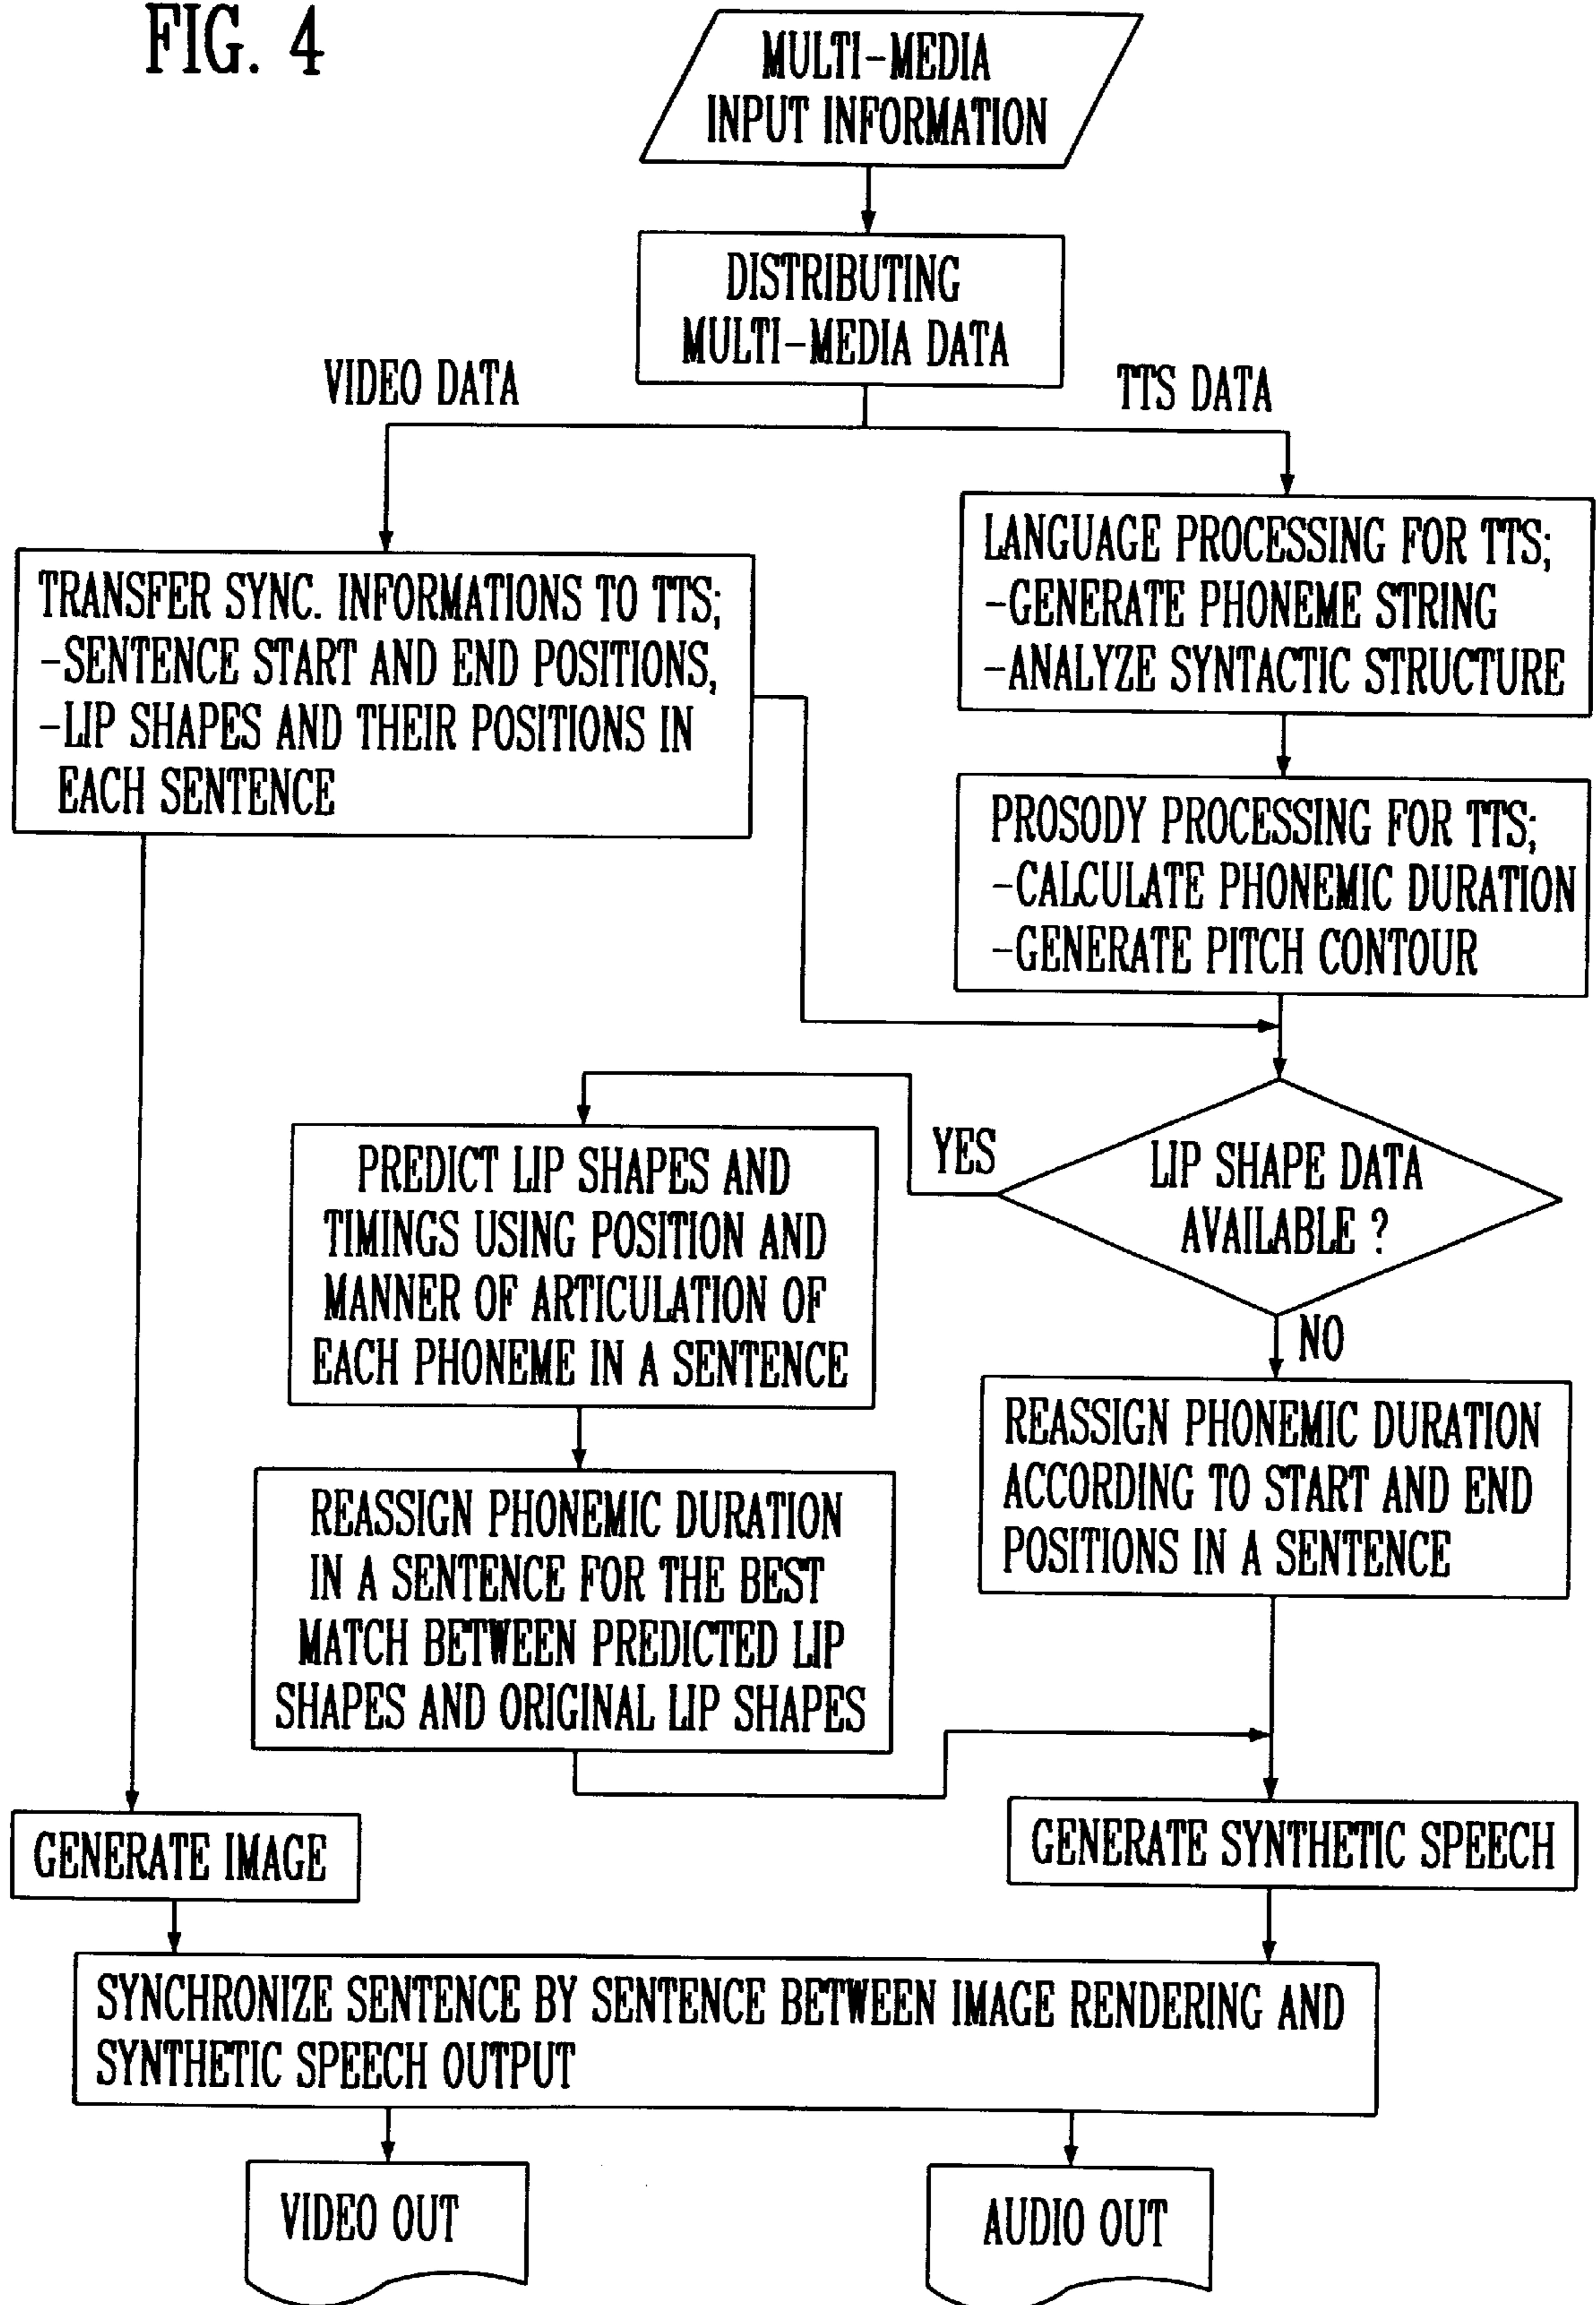 FIG. 4
MULTI-MEDIA
INPUT INFORMATION
DISTRIBUTING
MULTI-MEDIA DATA
VIDEO DATA
TTS DATA
TRANSFER SYNC. INFORMATIONS TO TTS;
-SENTENCE START AND END POSITIONS,
-LIP SHAPES AND THEIR POSITIONS IN
EACH SENTENCE
LANGUAGE PROCESSING FOR TTS;
-GENERATE PHONEME STRING
-ANALYZE SYNTACTIC STRUCTURE
PROSODY PROCESSING FOR TTS;
-CALCULATE PHONEMIC DURATION
-GENERATE PITCH CONTOUR
LIP SHAPE DATA
AVAILABLE ?
YES
NO
PREDICT LIP SHAPES AND
TIMINGS USING POSITION AND
MANNER OF ARTICULATION OF
EACH PHONEME IN A SENTENCE
REASSIGN PHONEMIC DURATION
IN A SENTENCE FOR THE BEST
MATCH BETWEEN PREDICTED LIP
SHAPES AND ORIGINAL LIP SHAPES
REASSIGN PHONEMIC DURATION
ACCORDING TO START AND END
POSITIONS IN A SENTENCE
GENERATE IMAGE
GENERATE SYNTHETIC SPEECH
SYNCHRONIZE SENTENCE BY SENTENCE BETWEEN IMAGE RENDERING AND
SYNTHETIC SPEECH OUTPUT
VIDEO OUT
AUDIO OUT